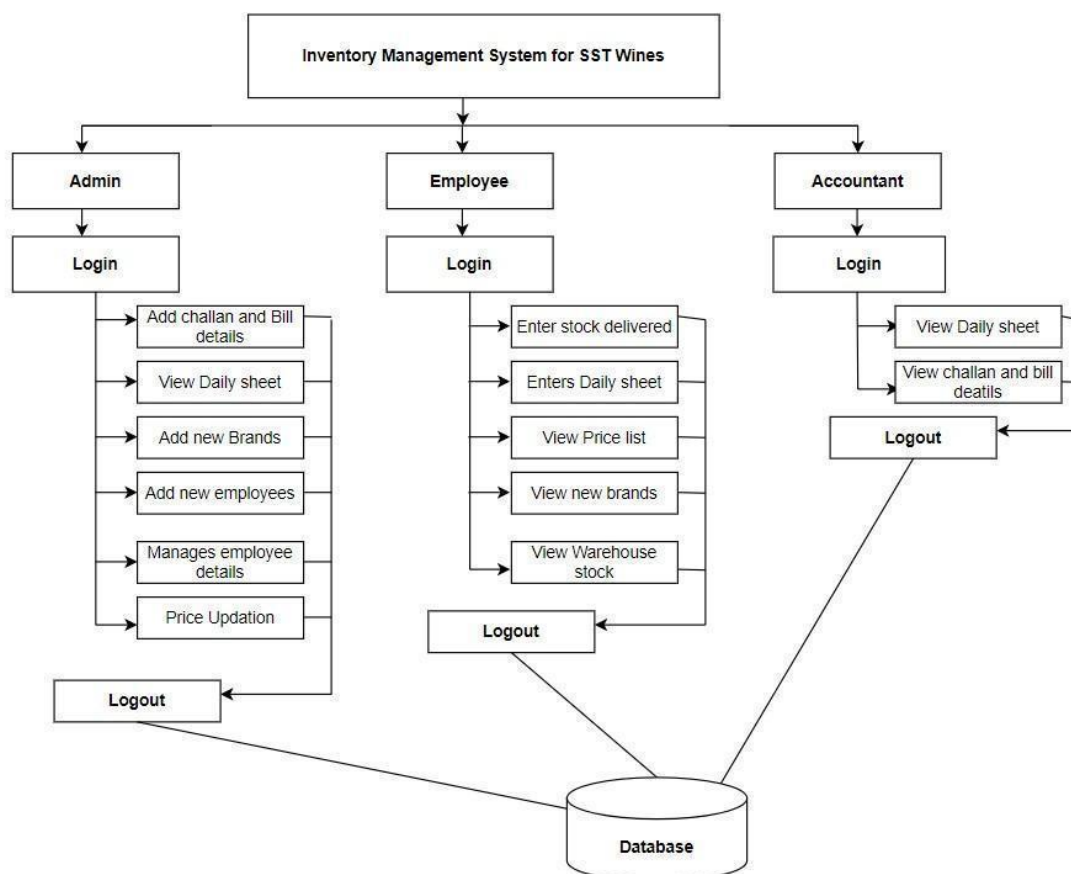 Inventory Management System for SST Wines
Admin
Employee
Accountant
Login
Login
Login
Add challan and Bill
details
View Daily sheet
Add new Brands
Add new employees
Manages employee
details
Price Updation
Logout
Enter stock delivered
Enters Daily sheet
View Price list
View new brands
View Warehouse
stock
Logout
View Daily sheet
View challan and bill
deatils
Logout
Database